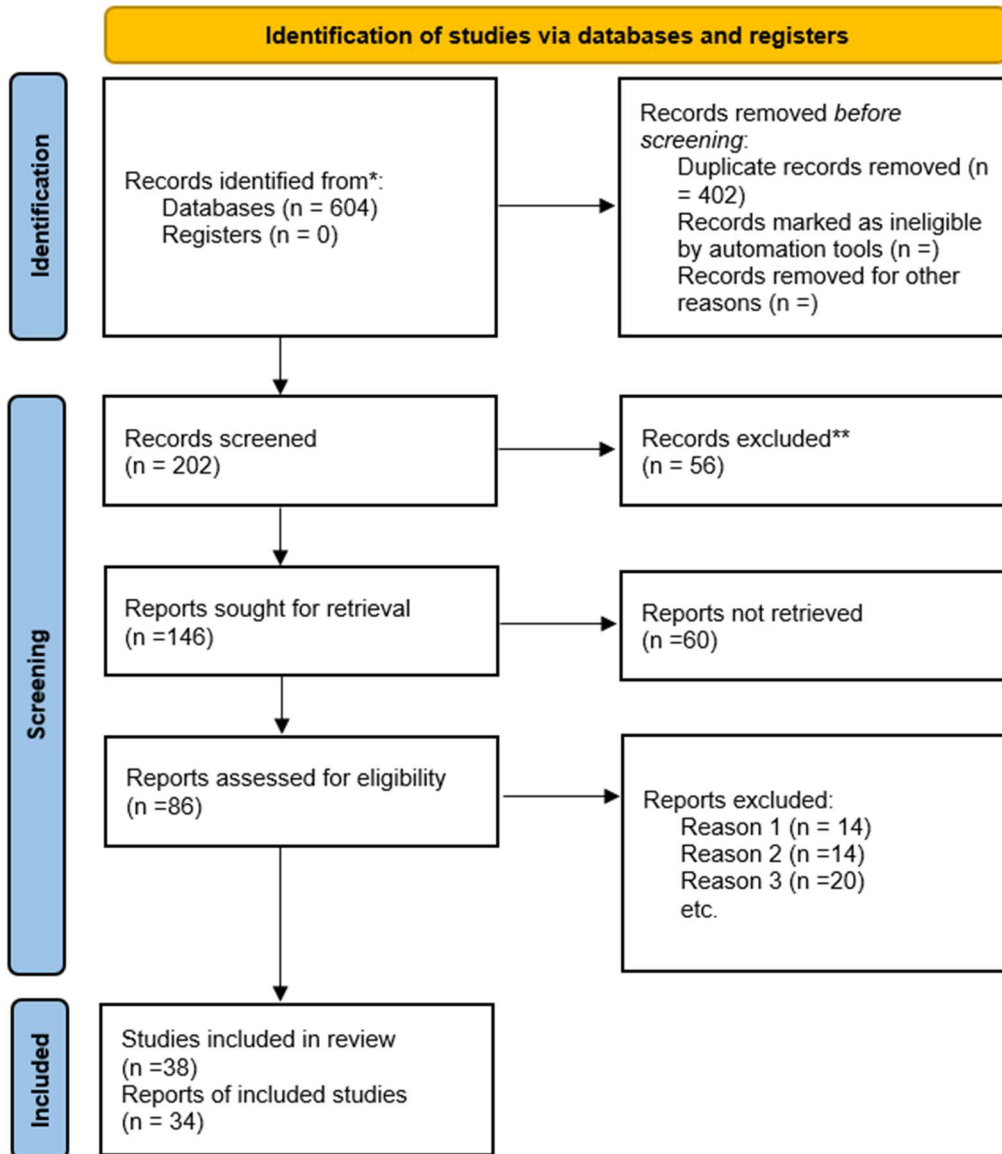 Identification of studies via databases and registers
Identification
Records identified from*:
Databases (n = 604)
Registers (n = 0)
Records removed before
screening:
Duplicate records removed (n
= 402)
Records marked as ineligible
by automation tools (n =)
Records removed for other
reasons (n =)
Screening
Records screened
(n = 202)
Records excluded**
(n = 56)
Reports sought for retrieval
(n =146)
Reports not retrieved
(n =60)
Reports assessed for eligibility
(n =86)
Reports excluded:
Reason 1 (n = 14)
Reason 2 (n =14)
Reason 3 (n =20)
etc.
Included
Studies included in review
(n =38)
Reports of included studies
(n = 34)